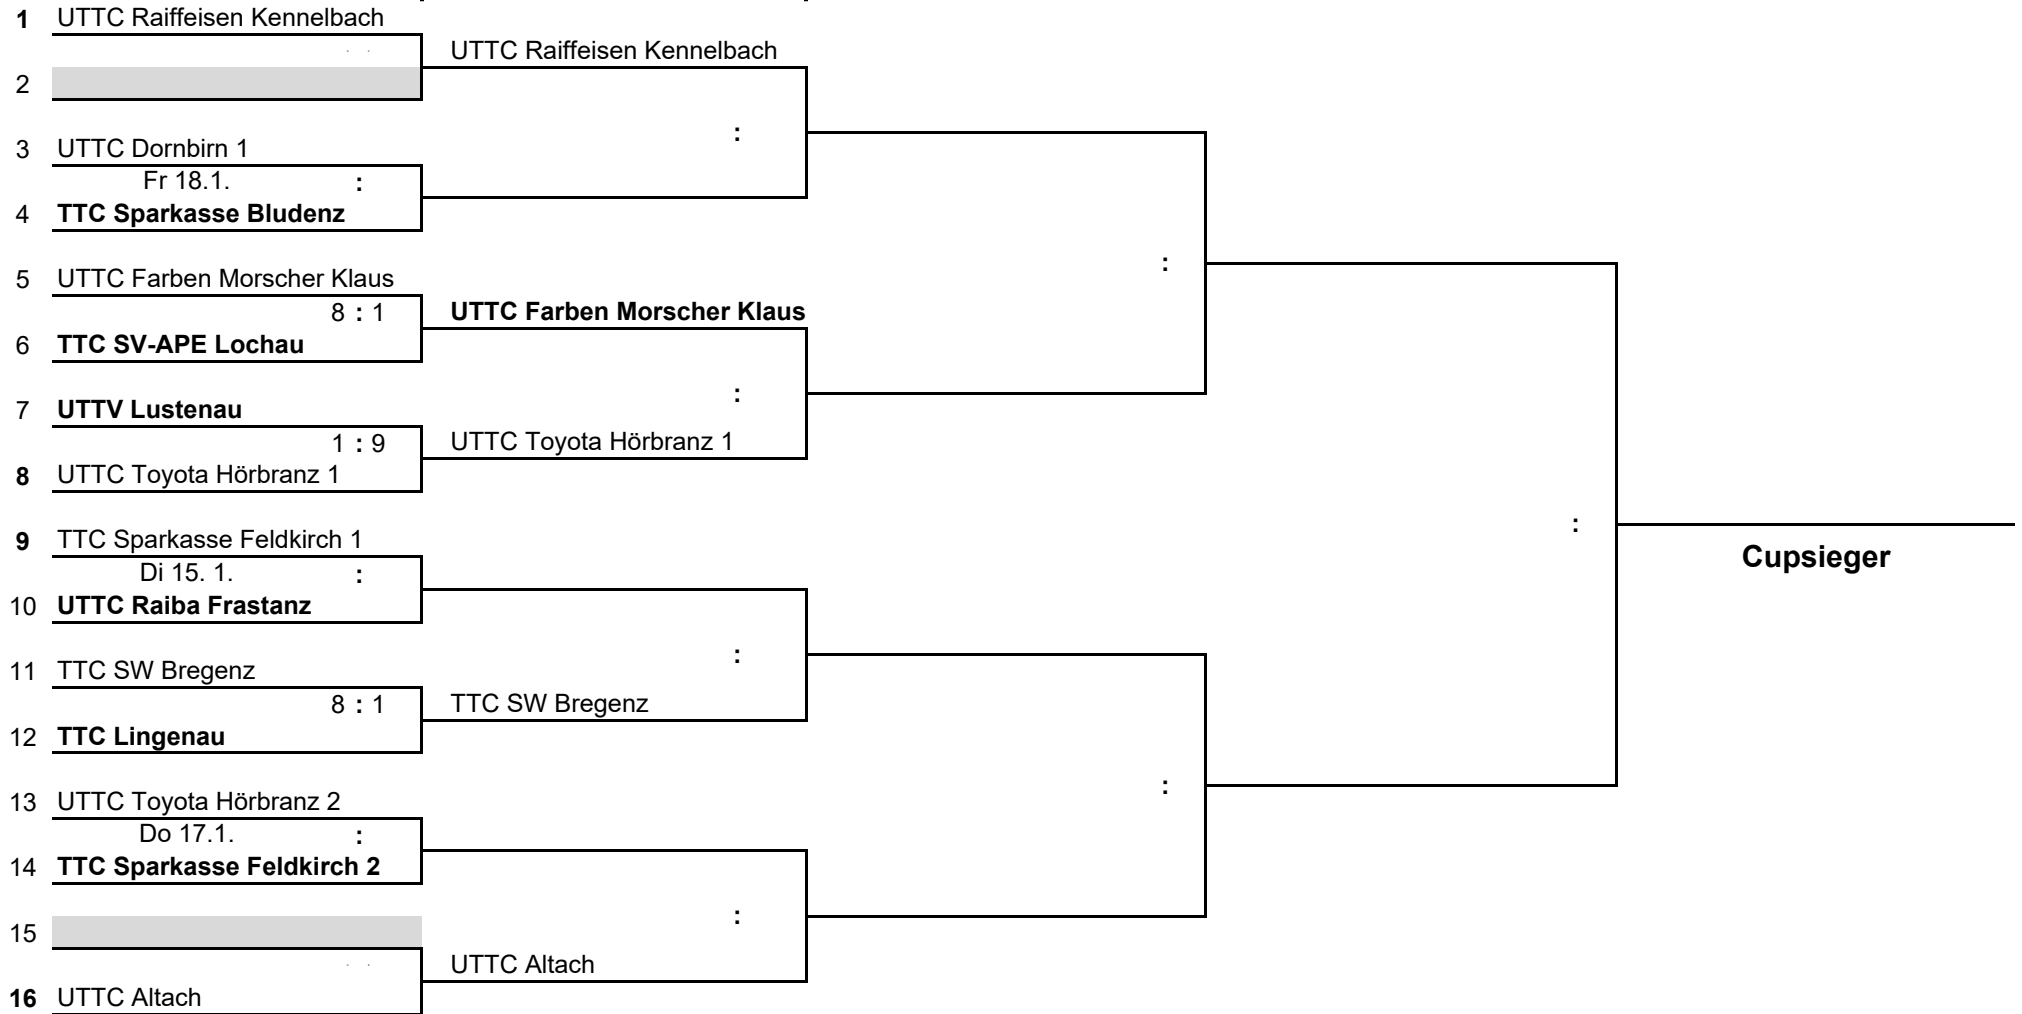 1 UTTC Raiffeisen Kennelbach
UTTC Raiffeisen Kennelbach
2
:
3 UTTC Dornbirn 1
Fr 18.1. :
4 TTC Sparkasse Bludenz
:
5 UTTC Farben Morscher Klaus
8 : 1 UTTC Farben Morscher Klaus
6 TTC SV-APE Lochau
:
7 UTTV Lustenau
1 : 9 UTTC Toyota Hörbranz 1
8 UTTC Toyota Hörbranz 1
:
9 TTC Sparkasse Feldkirch 1
Cupsieger
Di 15. 1. :
10 UTTC Raiba Frastanz
:
11 TTC SW Bregenz
8 : 1 TTC SW Bregenz
12 TTC Lingenau
:
13 UTTC Toyota Hörbranz 2
Do 17.1. :
14 TTC Sparkasse Feldkirch 2
:
15
UTTC Altach
16 UTTC Altach